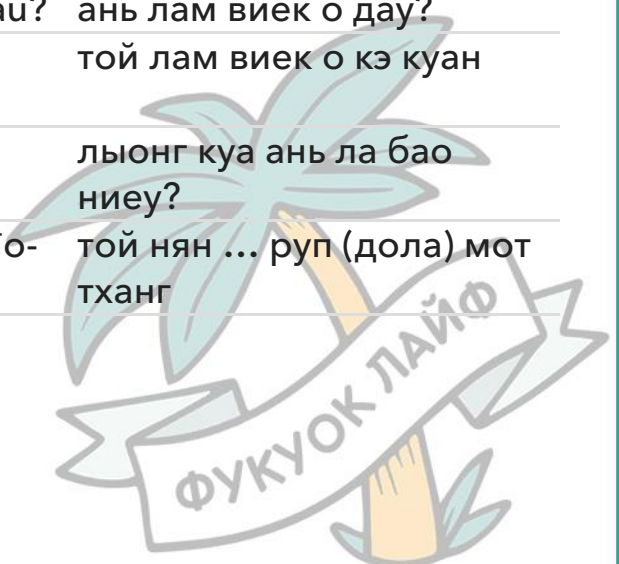 au? ань лам виек о дау?
той лам виек о кэ куан
лыонг куа ань ла бао
ниеу?
о- той нян ... руп (дола) мот
тханг
ФУКУОК ЛАЙФ